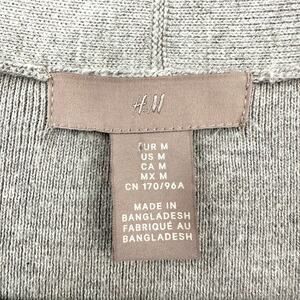 H&M
EUR M
US M
CA M
MX M
CN 170/96A
MADE IN
BANGLADESH
FABRIQUÉ AU
BANGLADESH